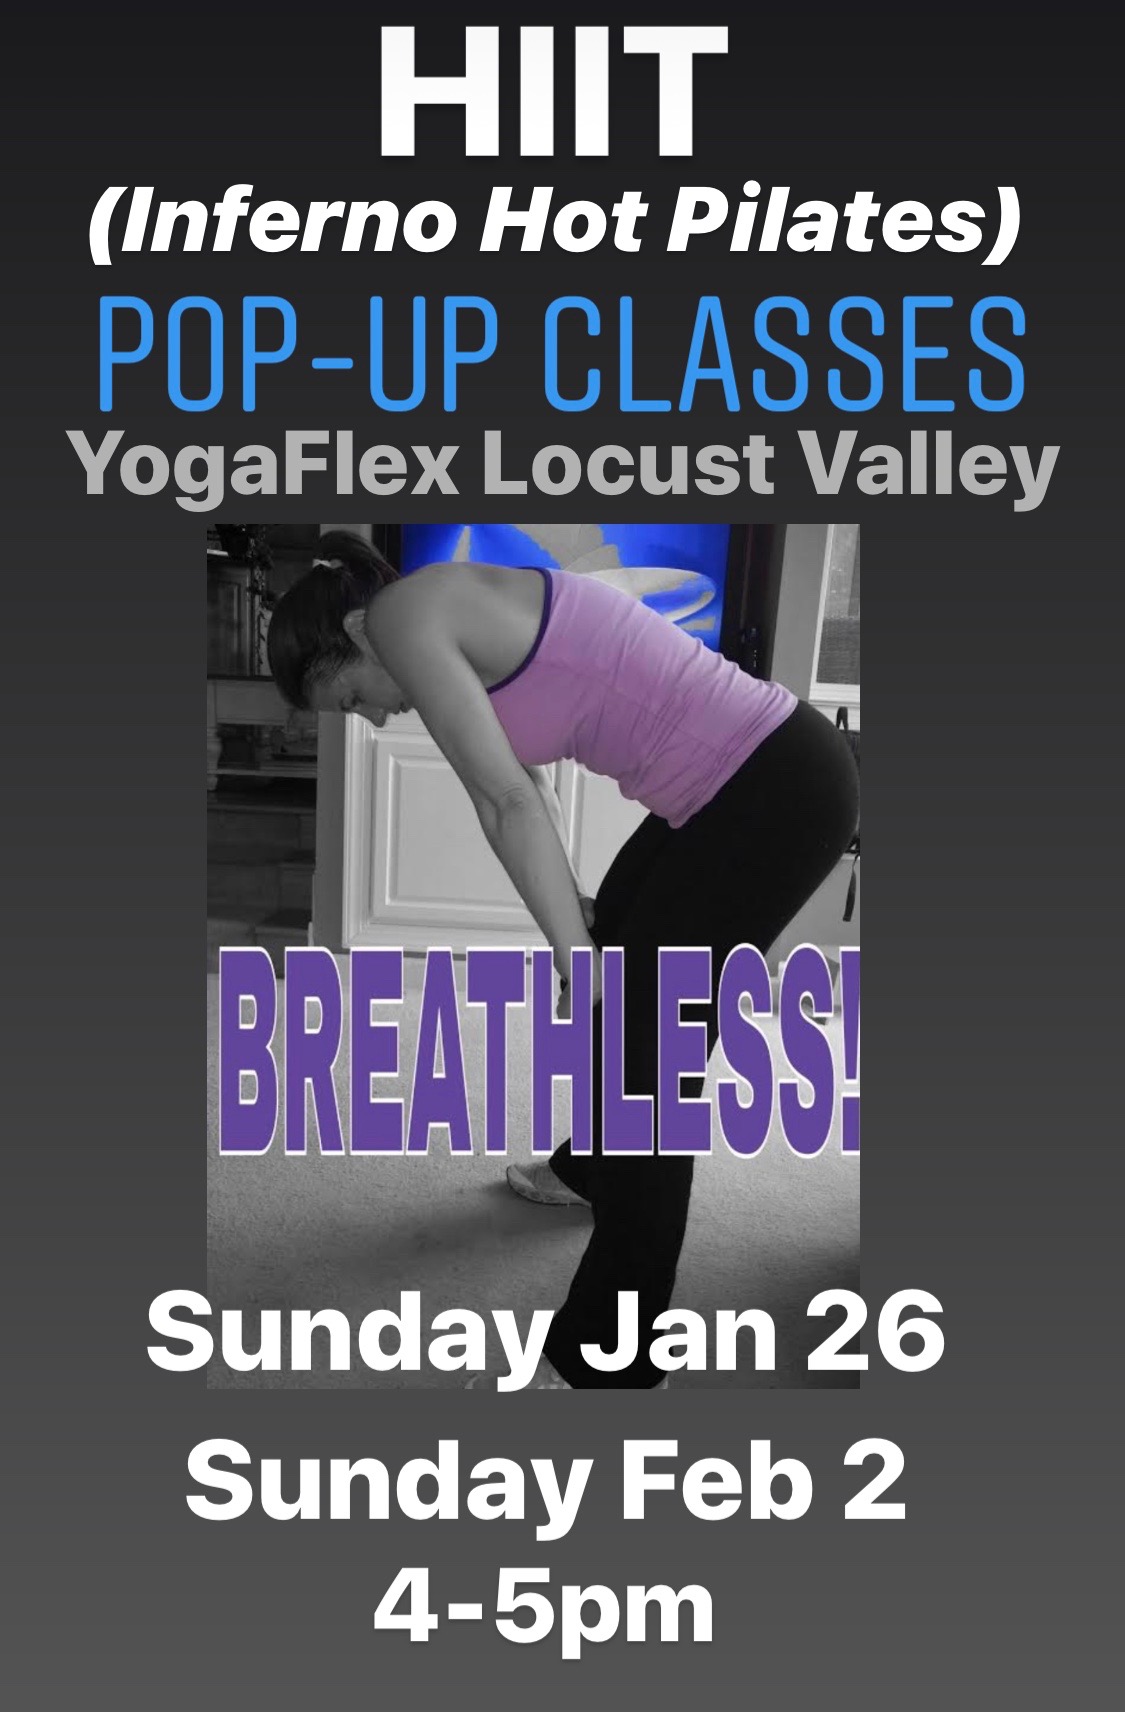 HIIT
(Inferno Hot Pilates)
POP-UP CLASSES
YogaFlex Locust Valley
BREATHLESS!
Sunday Jan 26
Sunday Feb 2
4-5pm